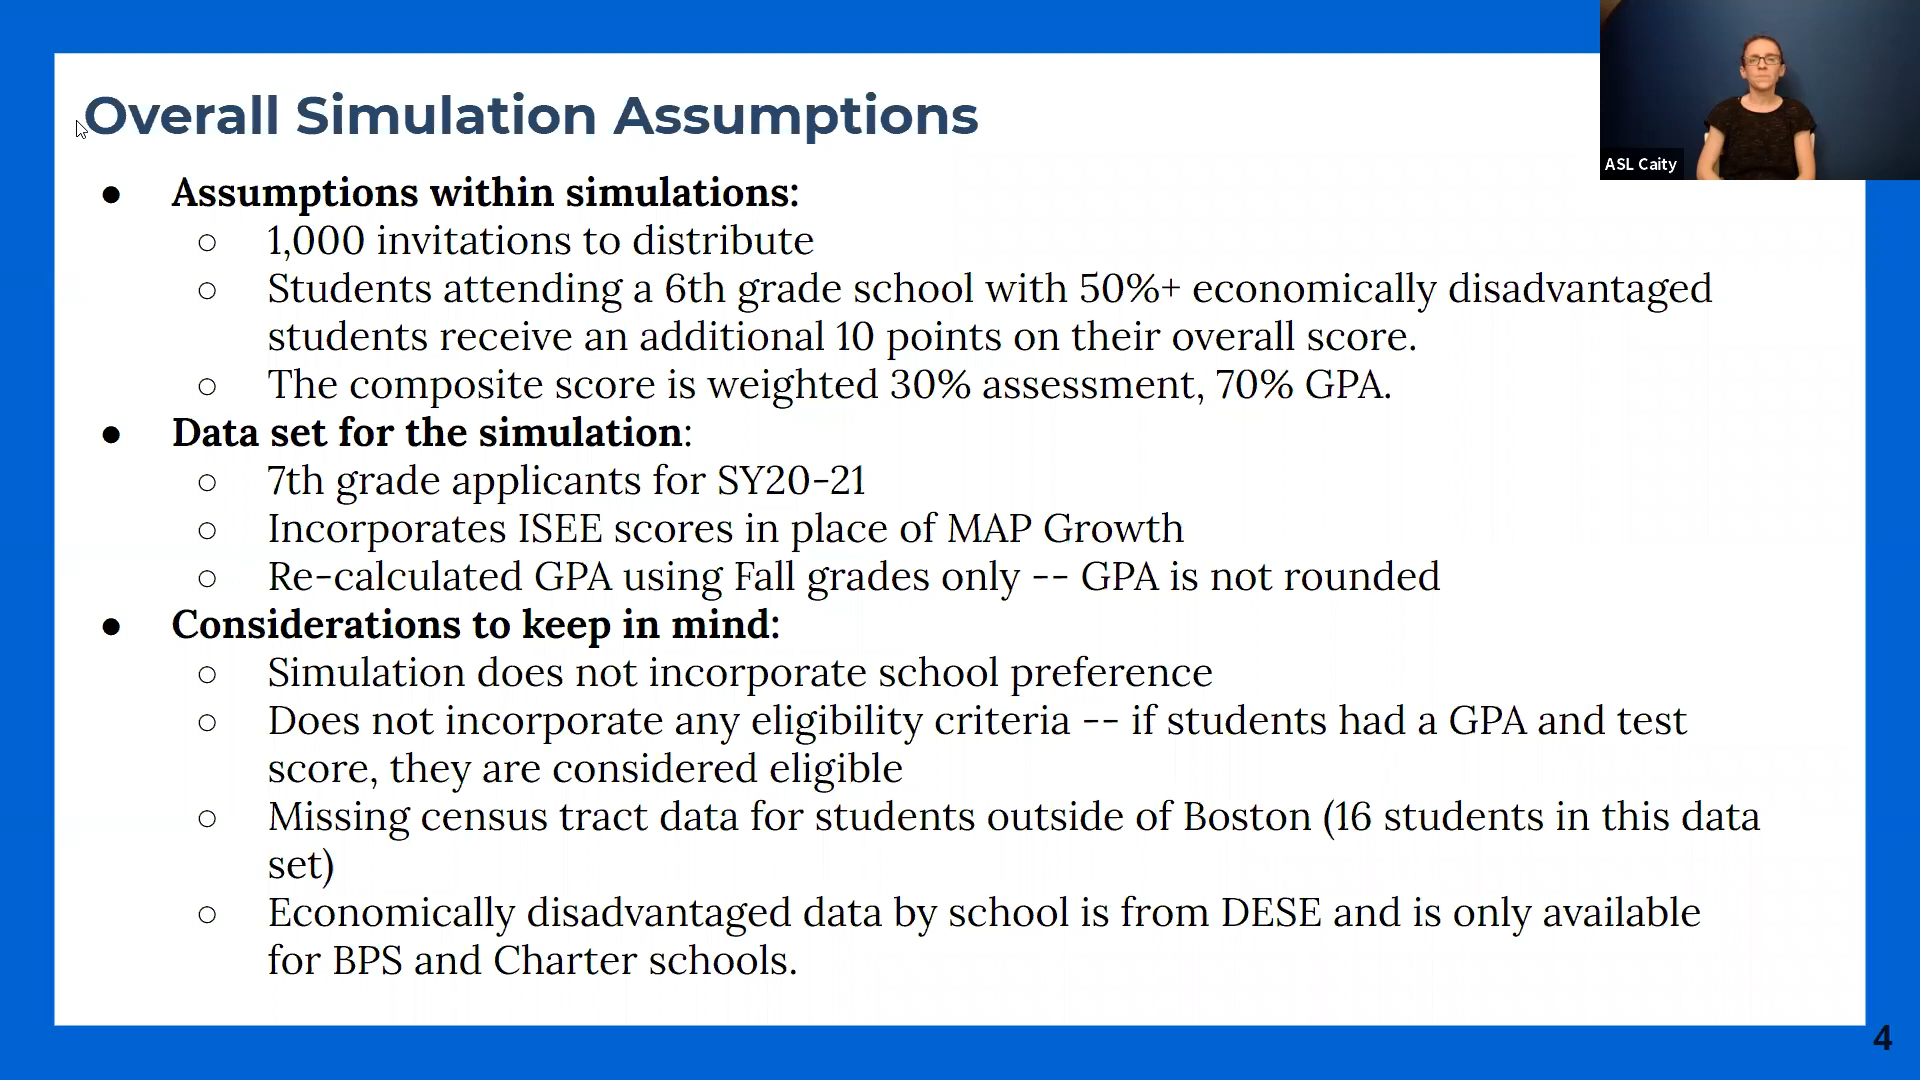 Overall Simulation Assumptions
ASL Caity
● Assumptions within simulations:
○ 1,000 invitations to distribute
○ Students attending a 6th grade school with 50%+ economically disadvantaged
students receive an additional 10 points on their overall score.
○ The composite score is weighted 30% assessment, 70% GPA.
● Data set for the simulation:
○ 7th grade applicants for SY20-21
○ Incorporates ISEE scores in place of MAP Growth
○ Re-calculated GPA using Fall grades only -- GPA is not rounded
● Considerations to keep in mind:
○ Simulation does not incorporate school preference
○ Does not incorporate any eligibility criteria -- if students had a GPA and test
score, they are considered eligible
○ Missing census tract data for students outside of Boston (16 students in this data
set)
○ Economically disadvantaged data by school is from DESE and is only available
for BPS and Charter schools.
4